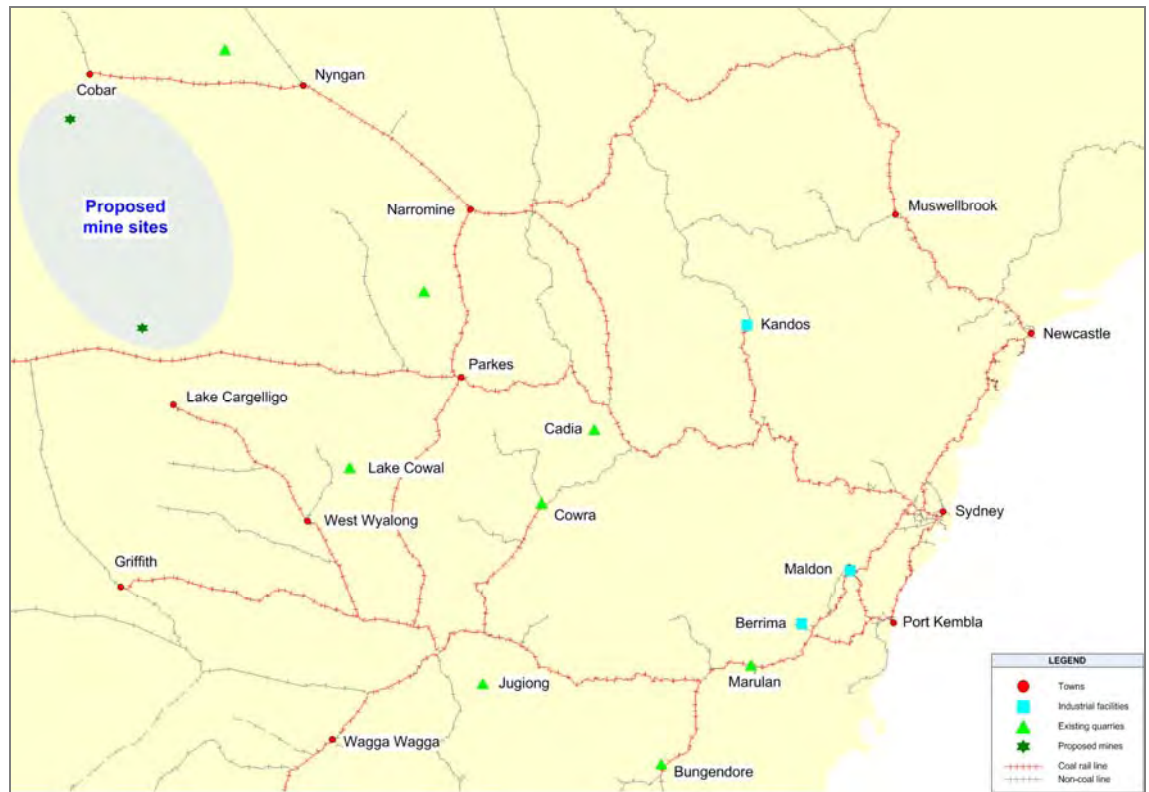 Nyngan
Cobar
Proposed
mine sites
Narromine
Muswellbrook
Kandos
Newcastle
Parkes
Lake Cargelligo
Cadia
Lake Cowal
Cowra
Sydney
West Wyalong
Griffith
Maldon
Berrima
Port Kembla
Marulan
Jugiong
Wagga Wagga
Bungendore
LEGEND
Towns
Industrial facilities
Existing quarries
Proposed mines
Coal rail line
Non-coal line